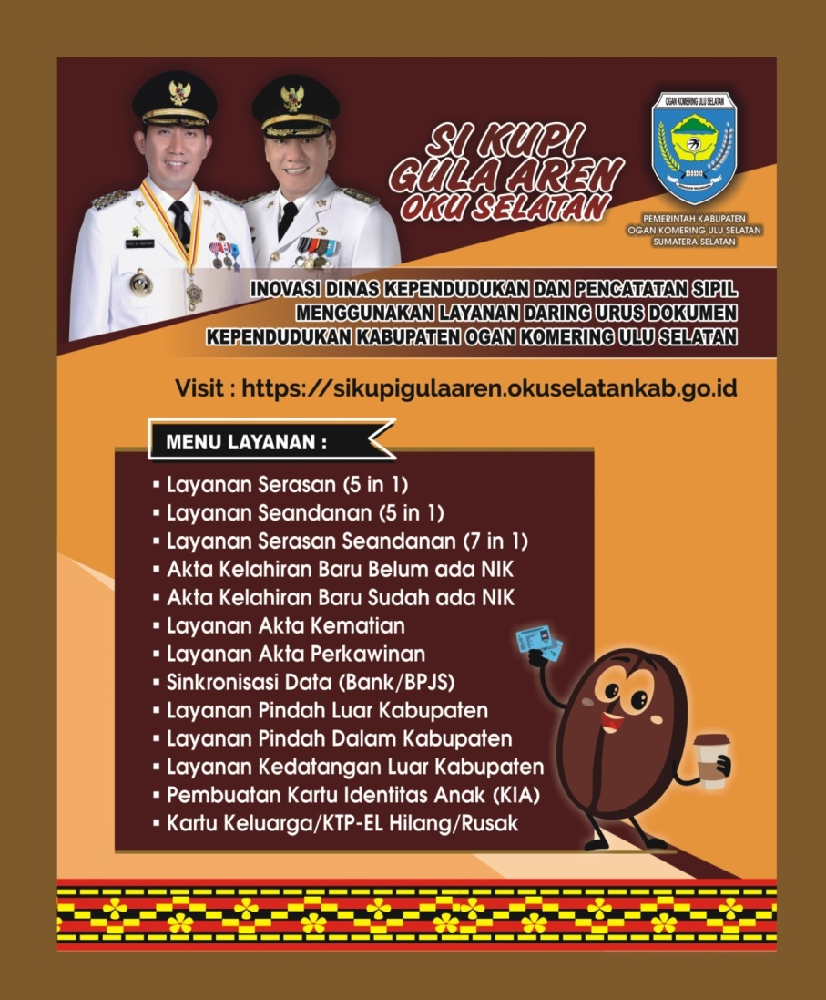 SI KUPI
GULA AREN
OKU SELATAN
OGAN KOMERING ULU SELATAN
PEMERINTAH KABUPATEN
OGAN KOMERING ULU SELATAN
SUMATERA SELATAN
INOVASI DINAS KEPENDUDUKAN DAN PENCATATAN SIPIL
MENGGUNAKAN LAYANAN DARING URUS DOKUMEN
KEPENDUDUKAN KABUPATEN OGAN KOMERING ULU SELATAN
Visit : https://sikupigulaaren.okuselatankab.go.id
MENU LAYANAN :
▪ Layanan Serasan (5 in 1)
▪ Layanan Seandanan (5 in 1)
▪ Layanan Serasan Seandanan (7 in 1)
▪ Akta Kelahiran Baru Belum ada NIK
▪ Akta Kelahiran Baru Sudah ada NIK
▪ Layanan Akta Kematian
▪ Layanan Akta Perkawinan
▪ Sinkronisasi Data (Bank/BPJS)
▪ Layanan Pindah Luar Kabupaten
▪ Layanan Pindah Dalam Kabupaten
▪ Layanan Kedatangan Luar Kabupaten
▪ Pembuatan Kartu Identitas Anak (KIA)
▪ Kartu Keluarga/KTP-EL Hilang/Rusak